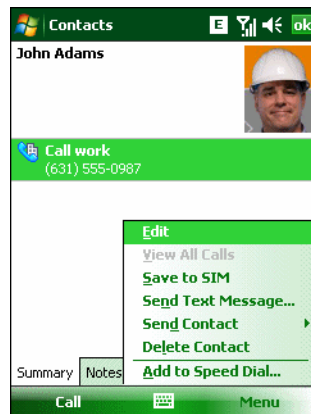 Contacts E ok
John Adams
Call work
(631) 555-0987
Edit
View All Calls
Save to SIM
Send Text Message...
Send Contact
Delete Contact
Add to Speed Dial...
Summary Notes
Call Menu